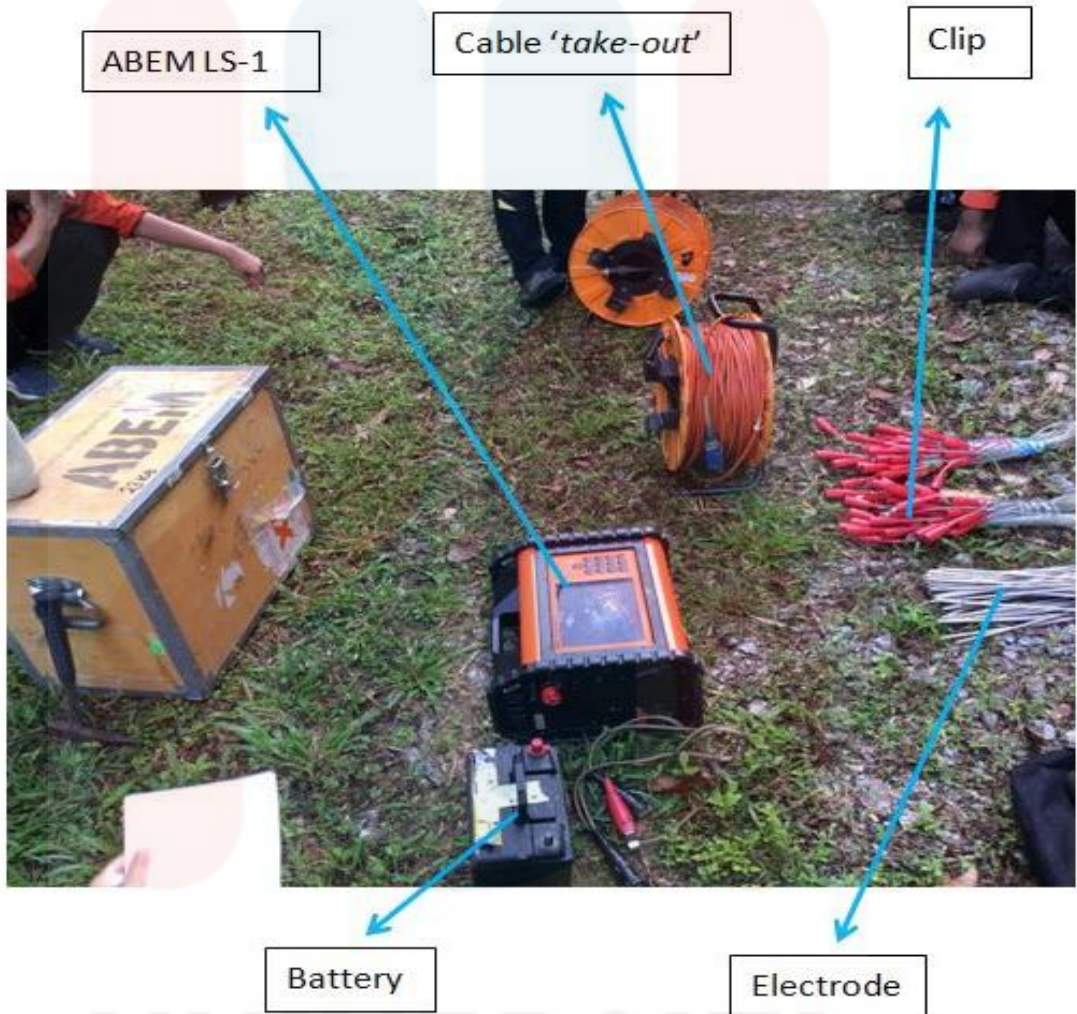 ABEM LS-1
Cable ‘take-out’
Clip
ABEM
Battery
Electrode